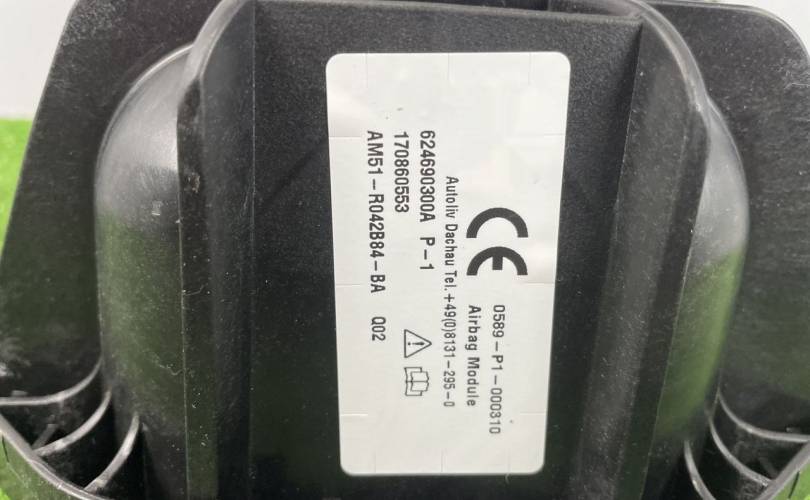 CE 0589-P1-000310
Airbag Module
Autoliv Dachau Tel.+49(0)8131-295-0
624690300A P-1
170860553
AM51-R042B84-BA Q02